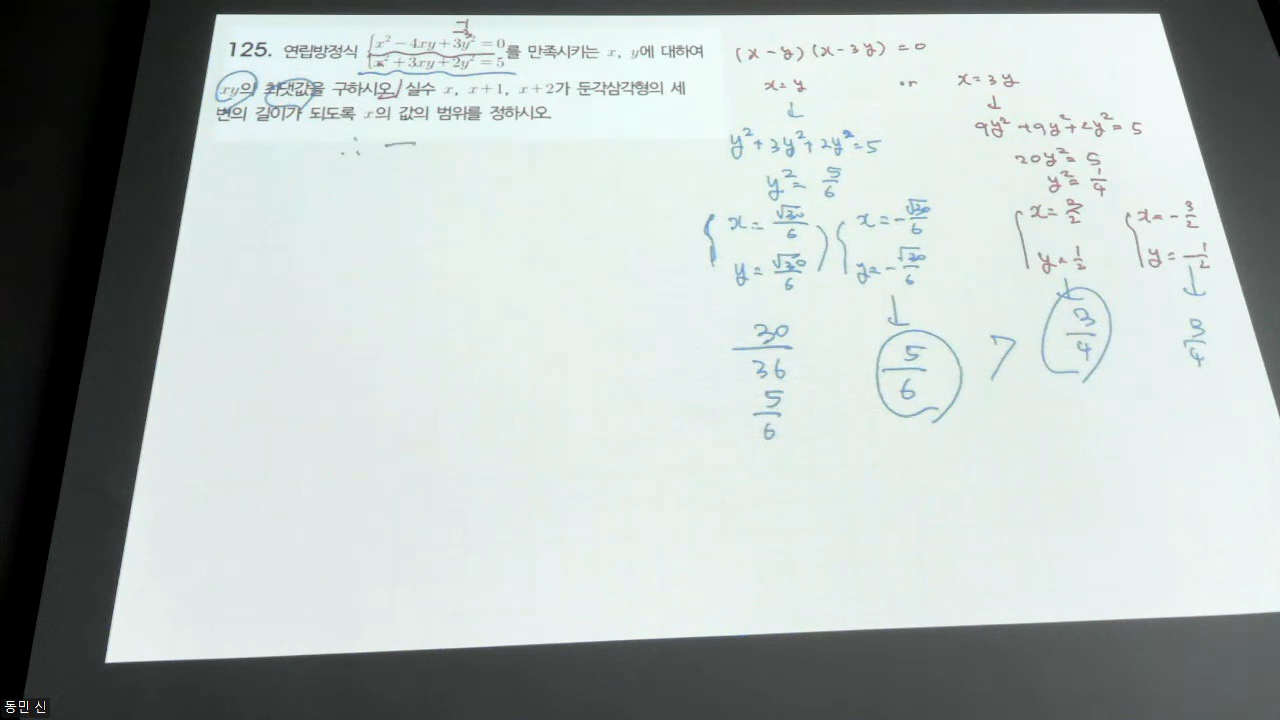 125. 연립방정식 { x² − 4xy + 3y² = 0
x² + 3xy + 2y² = 5 를 만족시키는 x, y에 대하여
xy의 최댓값을 구하시오. 실수 x, x+1, x+2가 둔각삼각형의 세
변의 길이가 되도록 x의 값의 범위를 정하시오.
∴ −
(x-y)(x-3y) = 0
x=y or x=3y
↓ ↓
y²+3y²+2y²=5
y² = 5/6
x = √30/6
y = √30/6
x = -√30/6
y = -√30/6
9y²+9y²+2y² = 5
20y² = 5
y² = 1/4
x = 3/2
y = 1/2
x = -3/2
y = -1/2
30/36
5/6
↓
5/6 > 3/4
↓
3/4
동민 신